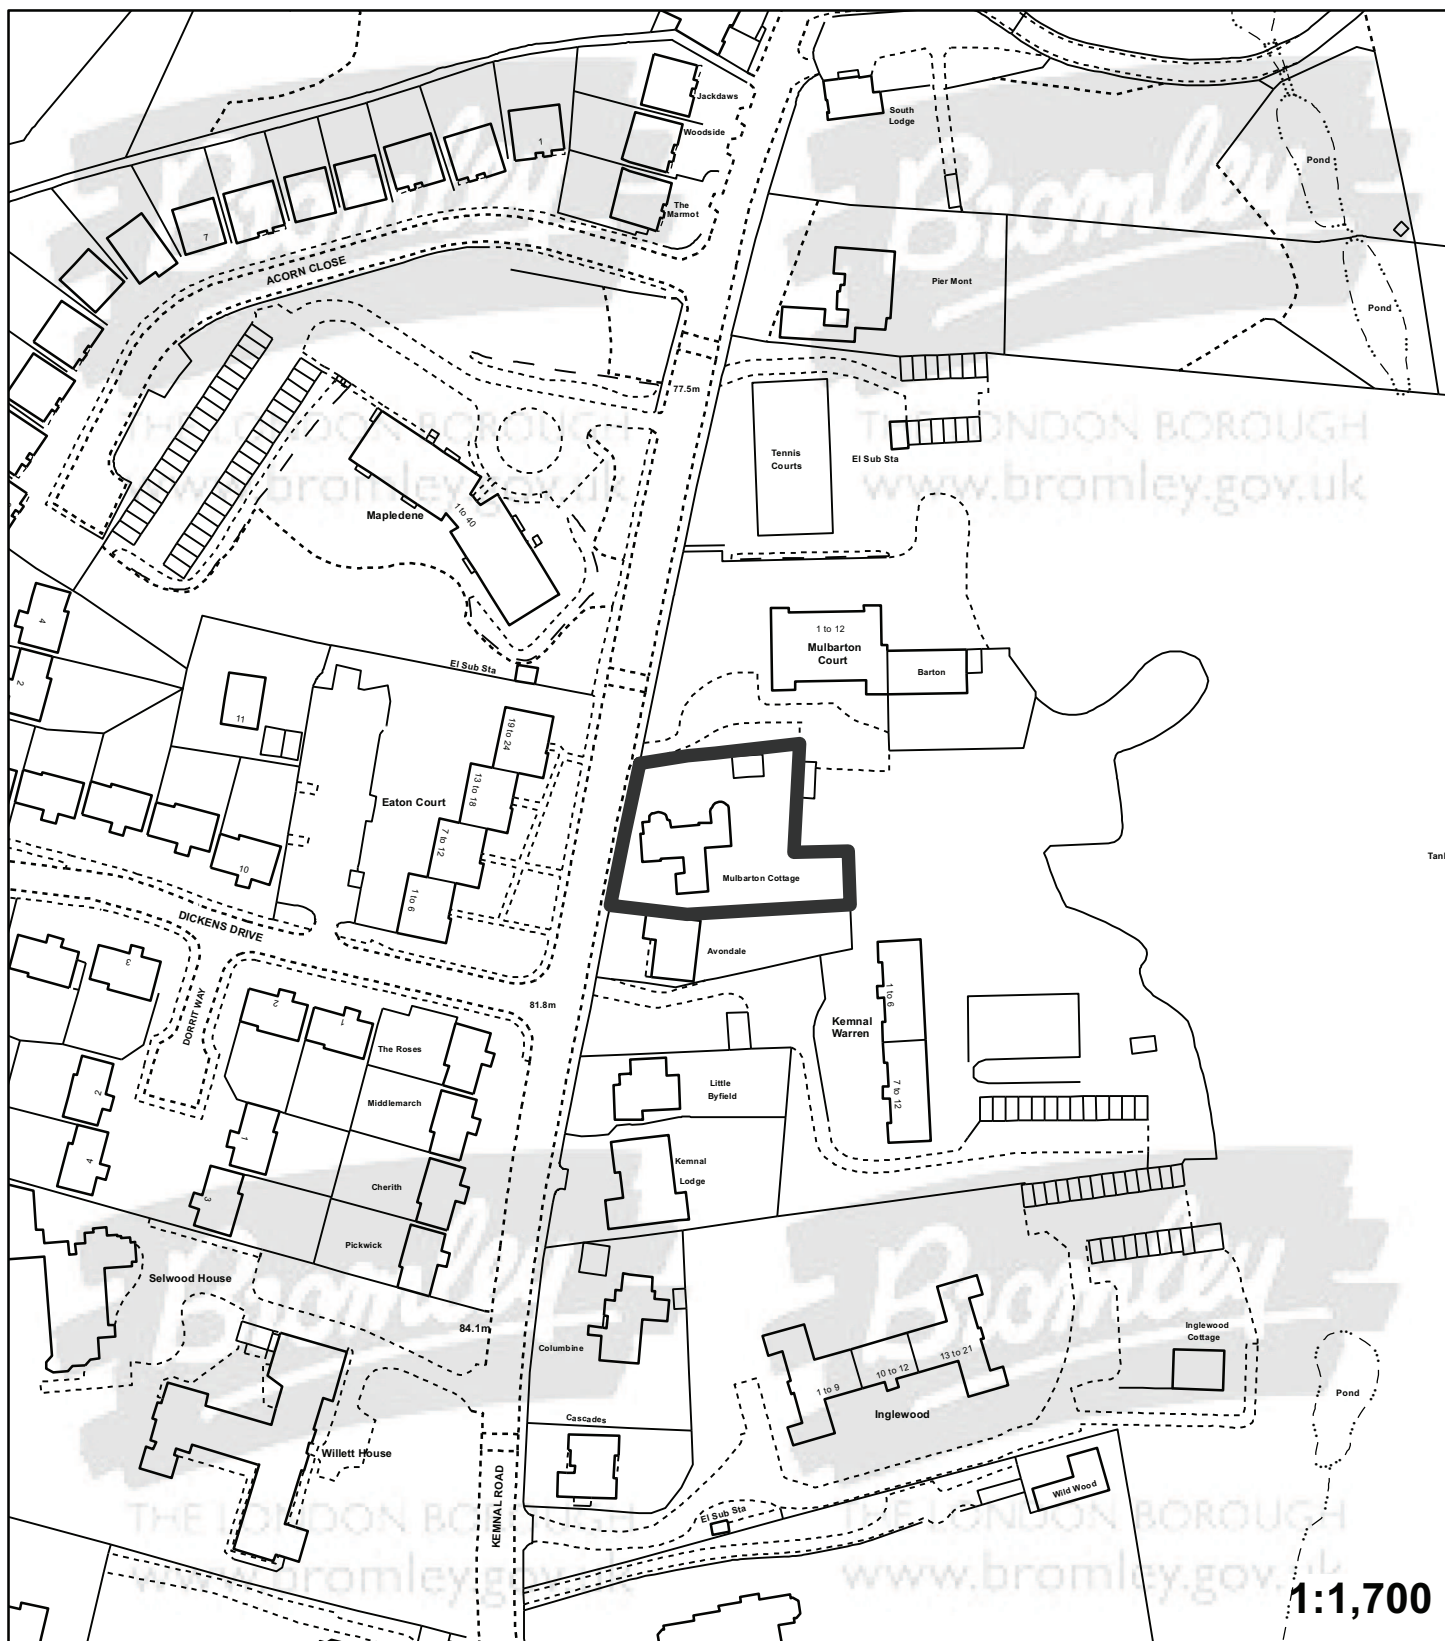 Jackdaws
Woodside
The
Marmot
1
7
ACORN CLOSE
South
Lodge
Pond
Pier Mont
Pond
77.5m
Tennis
Courts
El Sub Sta
Mapledene
1 to 40
4
2
1 to 12
Mulbarton
Court
Barton
El Sub Sta
11
19 to 24
13 to 18
Eaton Court
7 to 12
1 to 6
10
Mulbarton Cottage
DICKENS DRIVE
Avondale
3
DORRIT WAY
81.8m
2
1
1 to 6
Kemnal
Warren
7 to 12
The Roses
Little
Byfield
Middlemarch
2
1
4
Cherith
3
Kemnal
Lodge
Pickwick
Selwood House
84.1m
Columbine
Inglewood
Cottage
1 to 9
10 to 12
13 to 21
Inglewood
Pond
Cascades
Willett House
KEMNAL ROAD
El Sub Sta
Wild Wood
Bromley
THE LONDON BOROUGH
www.bromley.gov.uk
Bromley
THE LONDON BOROUGH
www.bromley.gov.uk
Bromley
THE LONDON BOROUGH
www.bromley.gov.uk
Bromley
THE LONDON BOROUGH
www.bromley.gov.uk
1:1,700